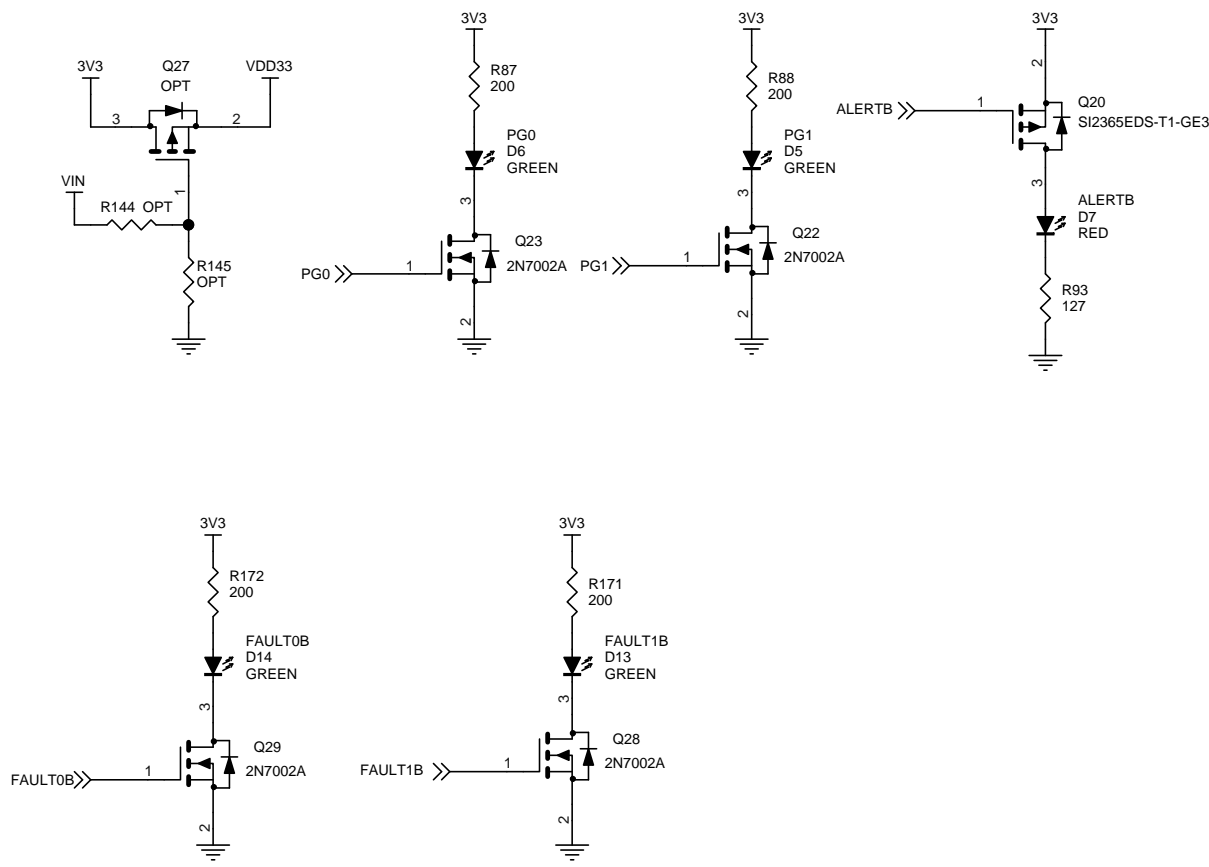 3V3
Q27
OPT
VDD33
3
2
1
VIN
R144 OPT
R145
OPT
3V3
R87
200
PG0
D6
GREEN
3
Q23
2N7002A
PG0
1
2
3V3
R88
200
PG1
D5
GREEN
3
Q22
2N7002A
PG1
1
2
3V3
2
ALERTB
1
Q20
SI2365EDS-T1-GE3
3
ALERTB
D7
RED
R93
127
3V3
R172
200
FAULT0B
D14
GREEN
3
Q29
2N7002A
FAULT0B
1
2
3V3
R171
200
FAULT1B
D13
GREEN
3
Q28
2N7002A
FAULT1B
1
2